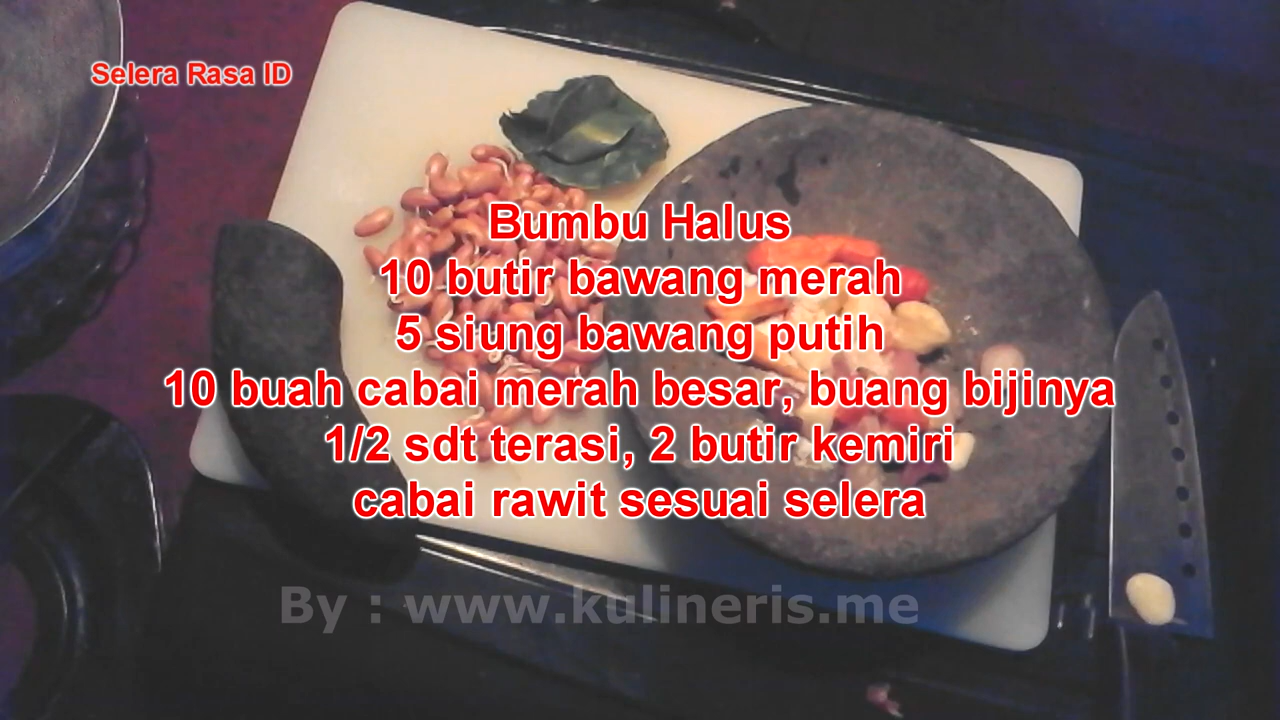 Selera Rasa ID
Bumbu Halus
10 butir bawang merah
5 siung bawang putih
10 buah cabai merah besar, buang bijinya
1/2 sdt terasi, 2 butir kemiri
cabai rawit sesuai selera
By : www.kulineris.me